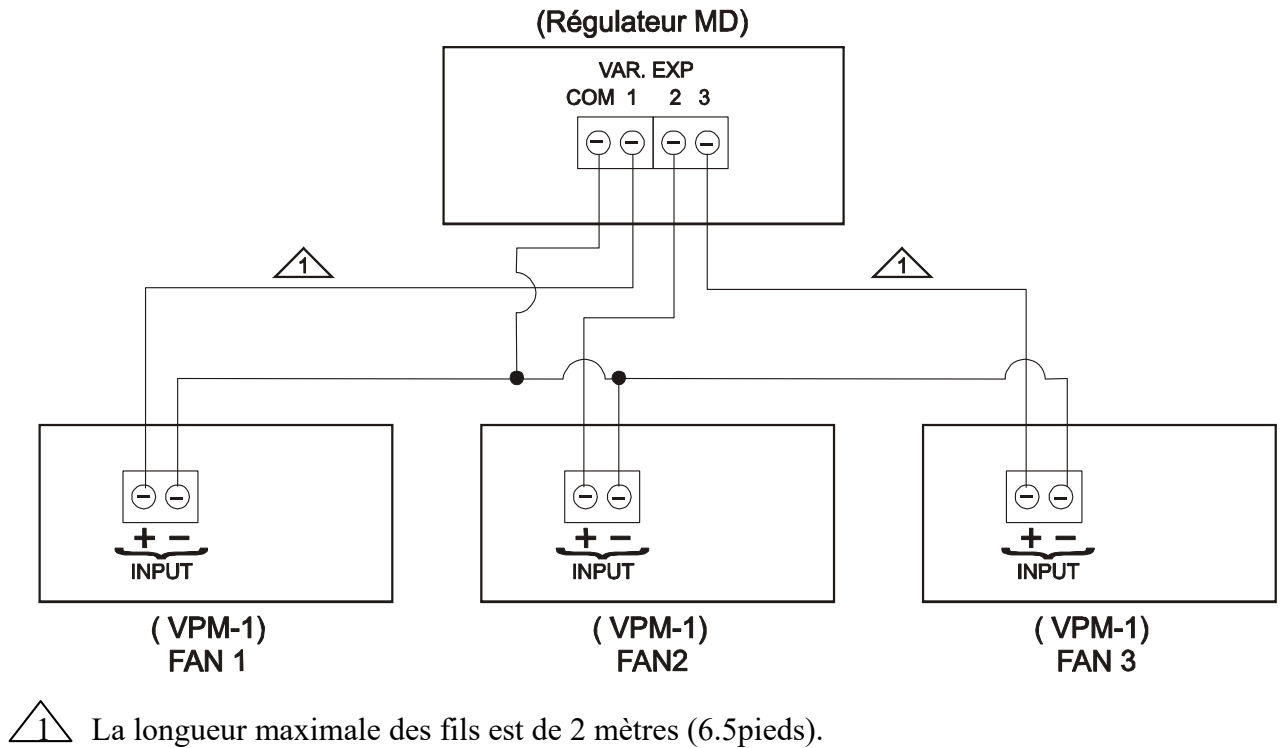 (Régulateur MD)
VAR. EXP
COM 1 2 3
1 1
+ − + − + −
INPUT INPUT INPUT
( VPM-1) ( VPM-1) ( VPM-1)
FAN 1 FAN2 FAN 3
1 La longueur maximale des fils est de 2 mètres (6.5pieds).